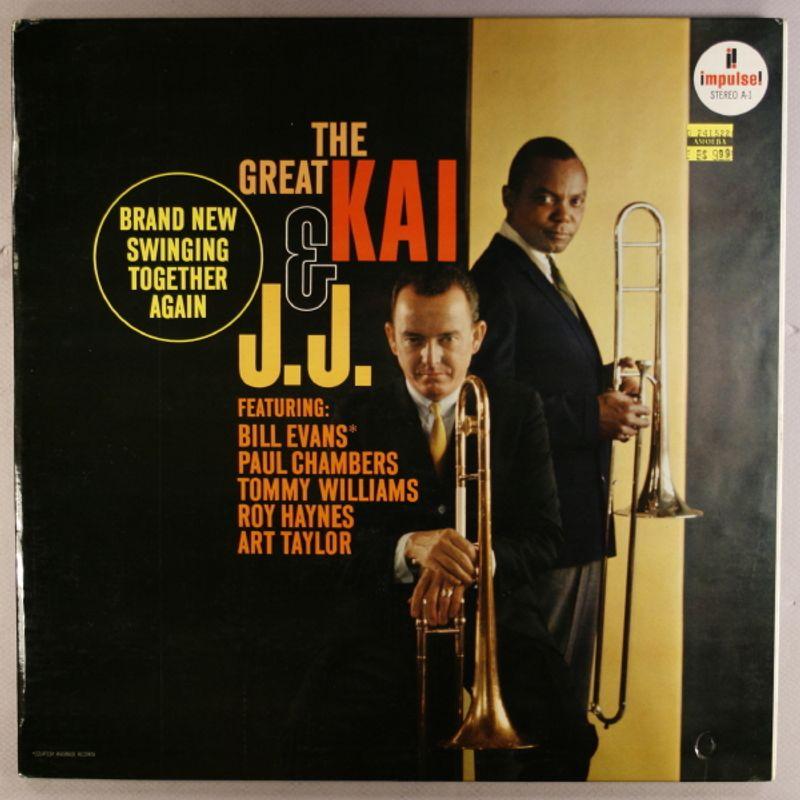 THE
GREAT KAI
& J.J.
BRAND NEW
SWINGING
TOGETHER
AGAIN
FEATURING:
BILL EVANS*
PAUL CHAMBERS
TOMMY WILLIAMS
ROY HAYNES
ART TAYLOR
i!
impulse!
STEREO A-1
241522
AMOEBA